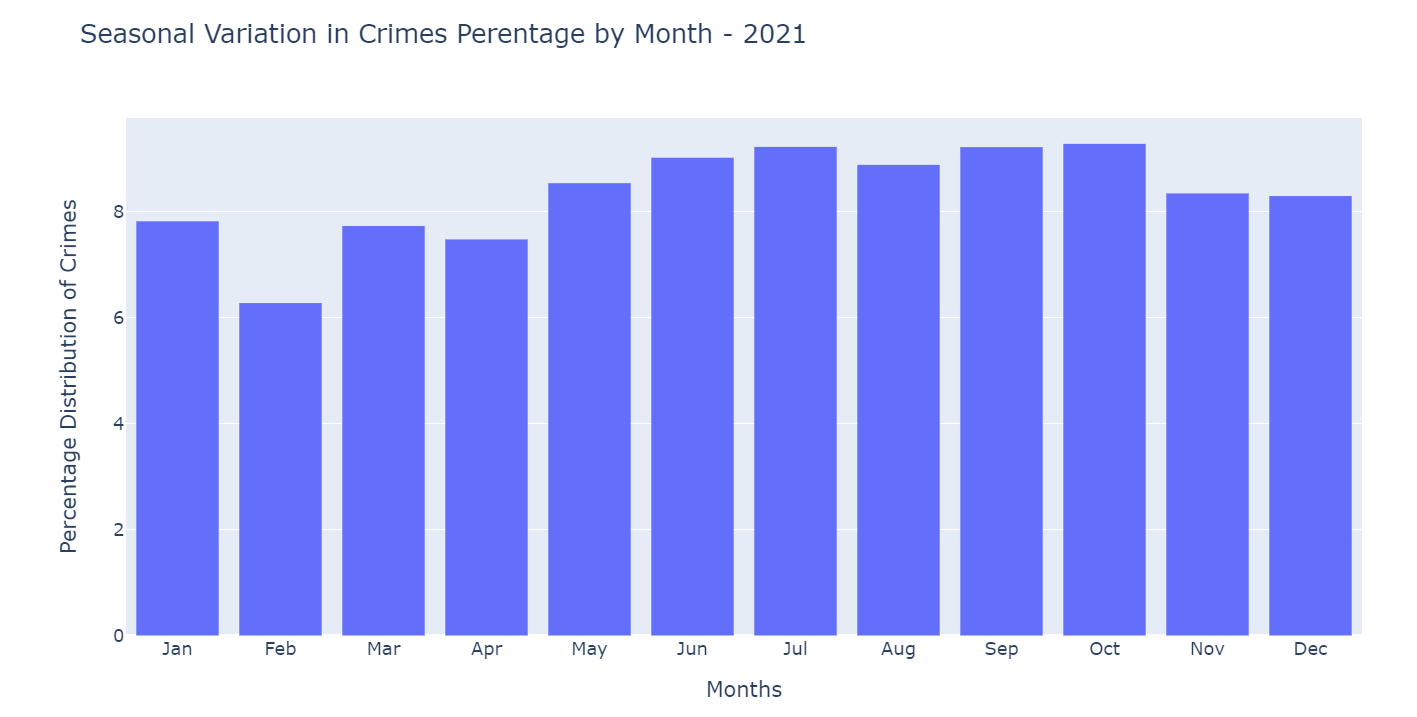 Seasonal Variation in Crimes Perentage by Month - 2021
Percentage Distribution of Crimes
8
6
4
2
0
Jan Feb Mar Apr May Jun Jul Aug Sep Oct Nov Dec
Months